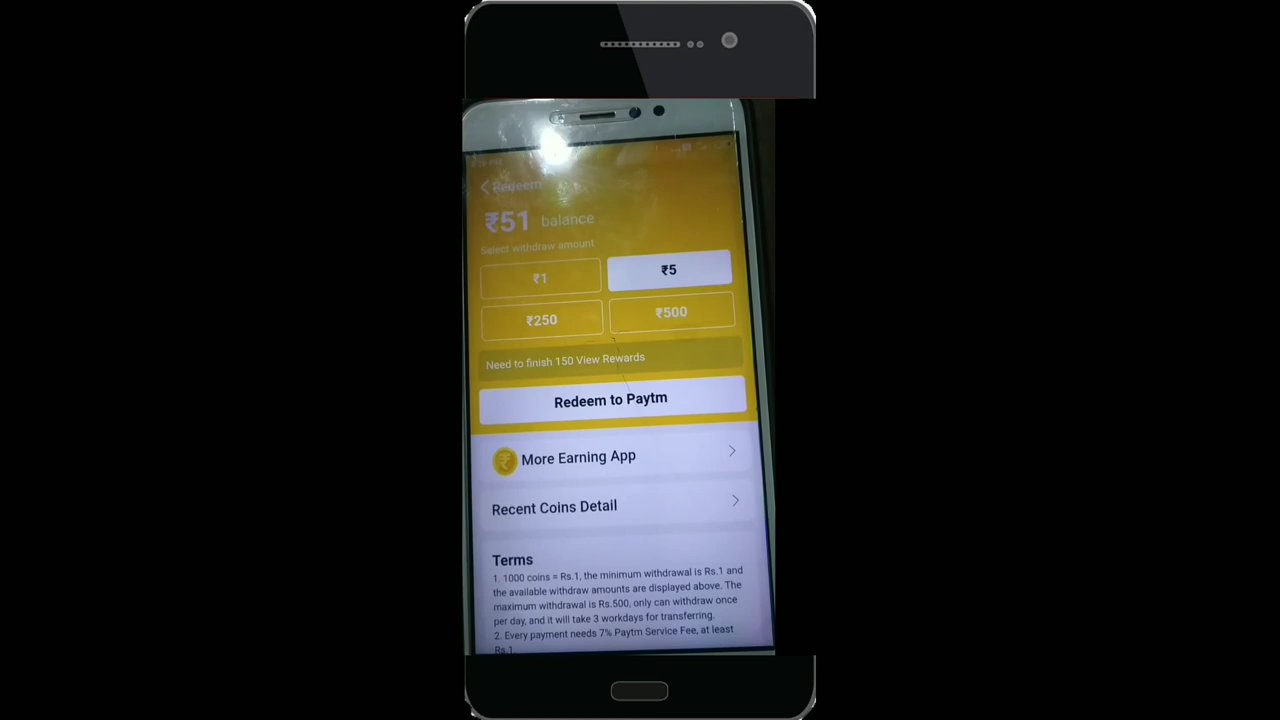 Redeem
₹51 balance
Select withdraw amount
₹1
₹5
₹250
₹500
Need to finish 150 View Rewards
Redeem to Paytm
₹ More Earning App
Recent Coins Detail
Terms
1. 1000 coins = Rs.1, the minimum withdrawal is Rs.1 and
the available withdraw amounts are displayed above. The
maximum withdrawal is Rs.500, only can withdraw once
per day, and it will take 3 workdays for transferring.
2. Every payment needs 7% Paytm Service Fee, at least
Rs.1.